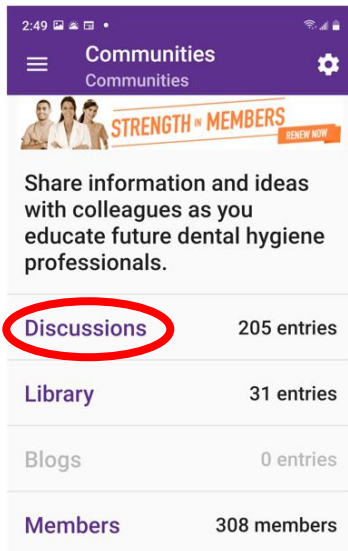 2:49
Communities
Communities
STRENGTH IN MEMBERS
RENEW NOW
Share information and ideas
with colleagues as you
educate future dental hygiene
professionals.
Discussions 205 entries
Library 31 entries
Blogs 0 entries
Members 308 members